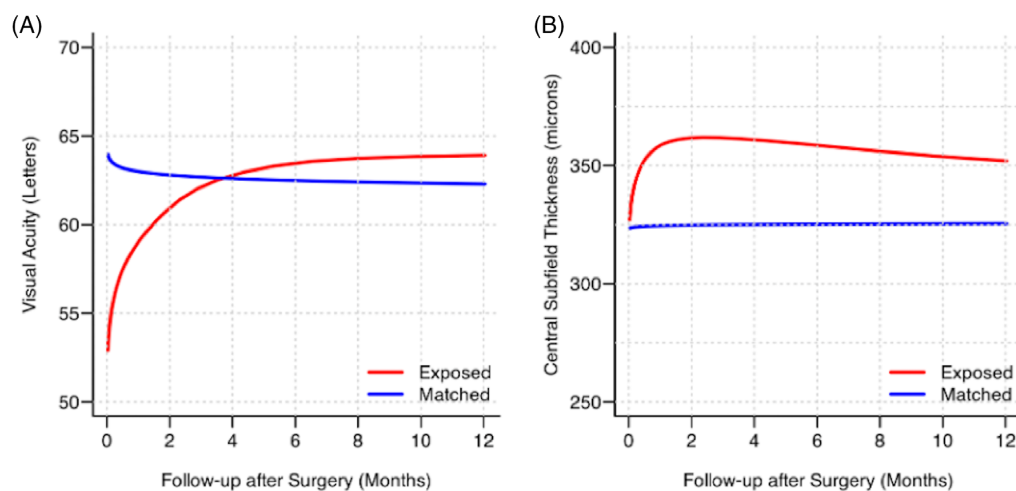 (A)
70
65
60
55
50
Visual Acuity (Letters)
Exposed
Matched
0 2 4 6 8 10 12
Follow-up after Surgery (Months)
(B)
400
350
300
250
Central Subfield Thickness (microns)
Exposed
Matched
0 2 4 6 8 10 12
Follow-up after Surgery (Months)